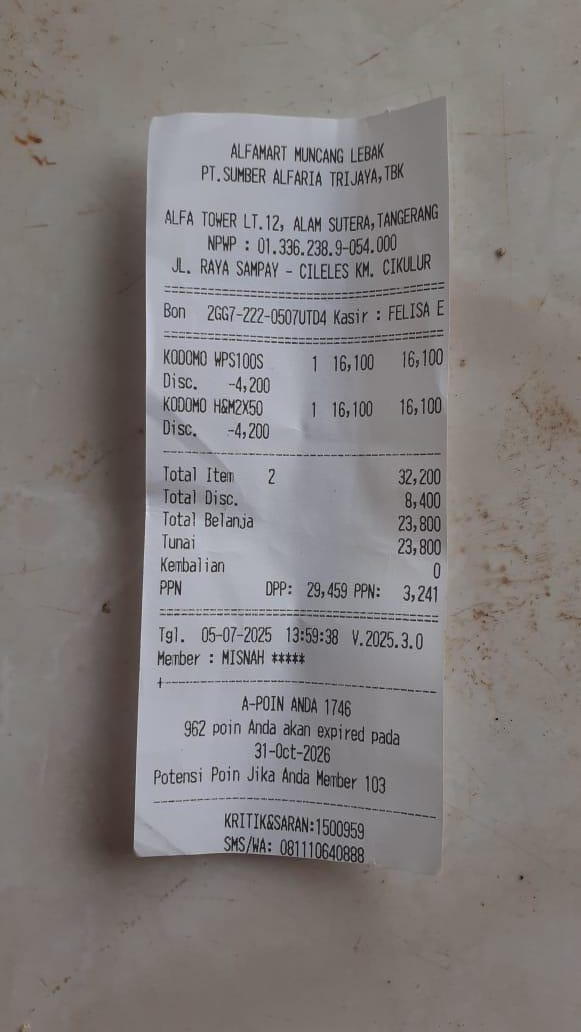 ALFAMART MUNCANG LEBAK
PT.SUMBER ALFARIA TRIJAYA,TBK
ALFA TOWER LT.12, ALAM SUTERA,TANGERANG
NPWP : 01.336.238.9-054.000
JL. RAYA SAMPAY - CILELES KM. CIKULUR
Bon 2GG7-222-0507UTD4 Kasir : FELISA E
KODOMO WPS100S 1 16,100 16,100
Disc. -4,200
KODOMO H&M2X50 1 16,100 16,100
Disc. -4,200
Total Item 2 32,200
Total Disc. 8,400
Total Belanja 23,800
Tunai 23,800
Kembalian 0
PPN DPP: 29,459 PPN: 3,241
Tgl. 05-07-2025 13:59:38 V.2025.3.0
Member : MISNAH *****
A-POIN ANDA 1746
962 poin Anda akan expired pada
31-Oct-2026
Potensi Poin Jika Anda Member 103
KRITIK&SARAN:1500959
SMS/WA: 081110640888